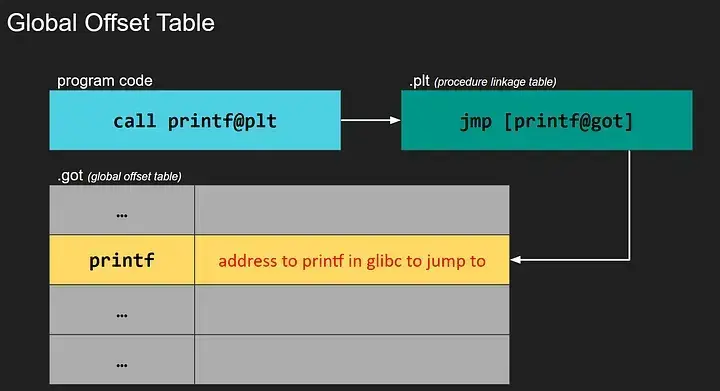 Global Offset Table
program code
.plt (procedure linkage table)
call printf@plt
jmp [printf@got]
.got (global offset table)
…
printf
address to printf in glibc to jump to
…
…